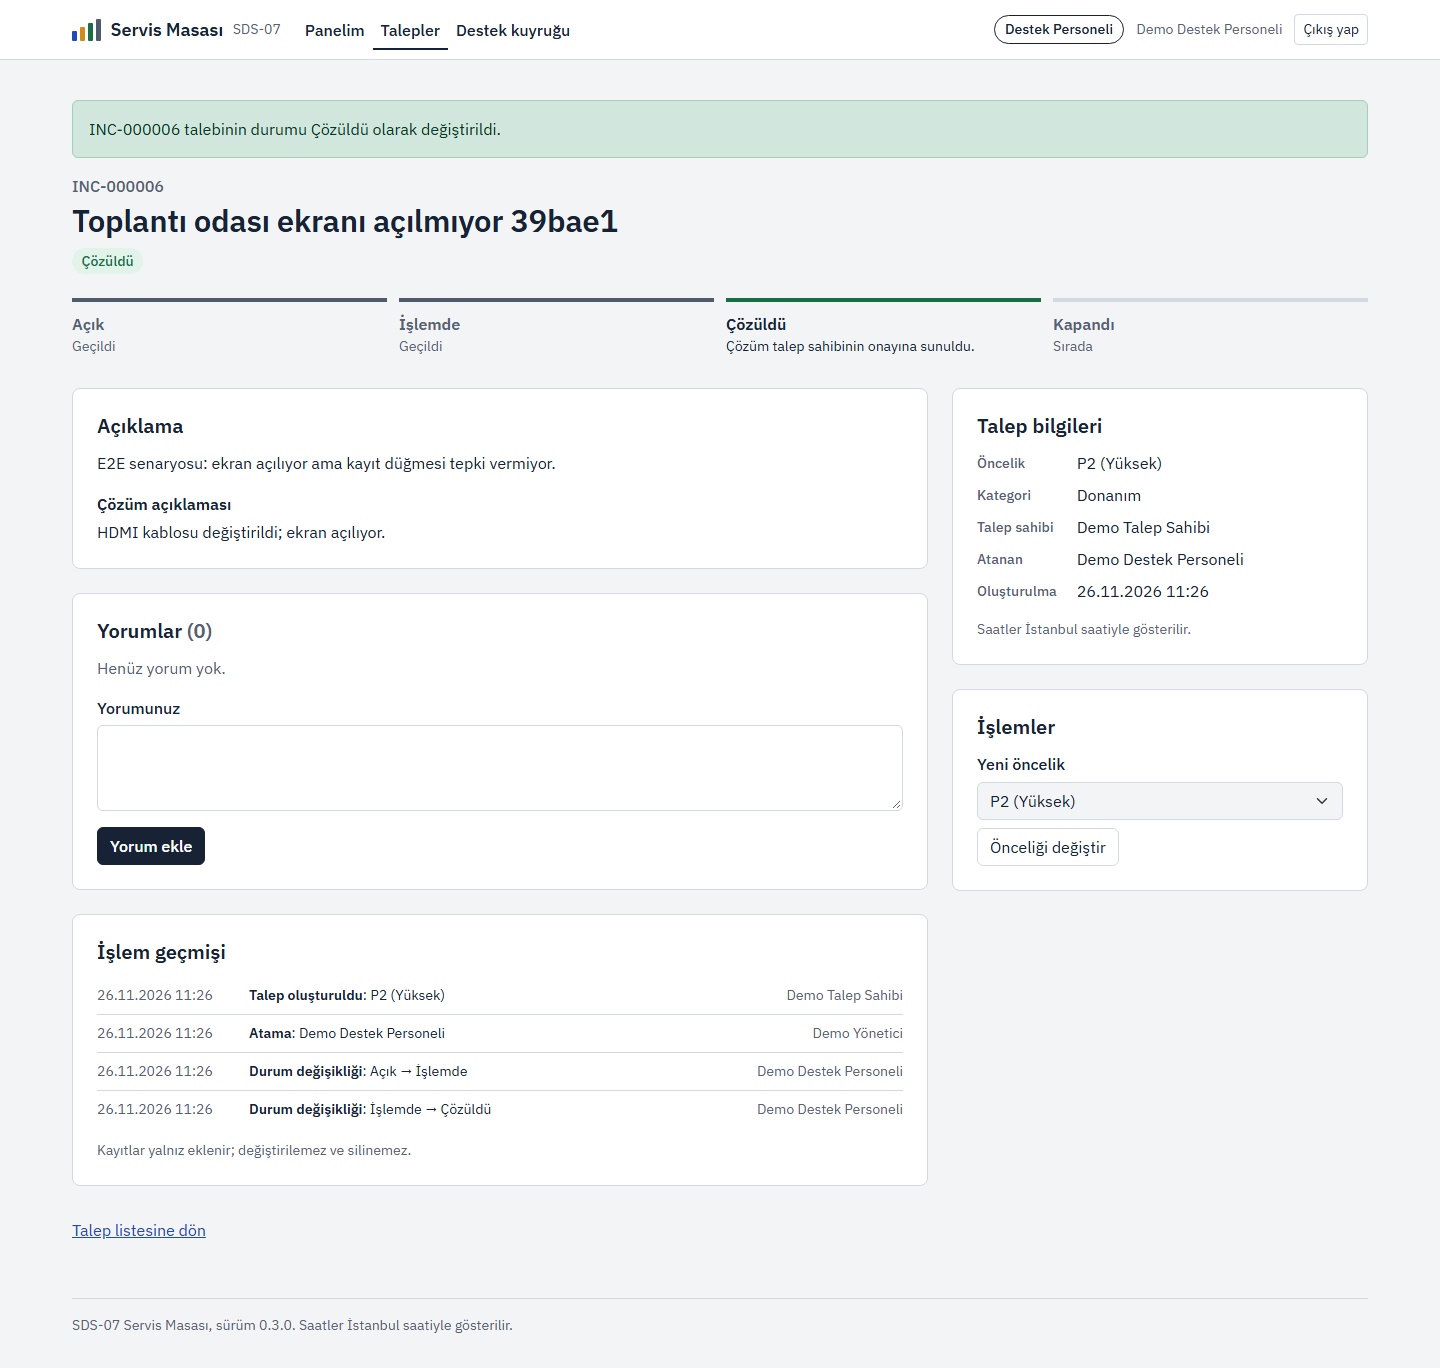 Servis Masası SDS-07 Panelim Talepler Destek kuyruğu Destek Personeli Demo Destek Personeli Çıkış yap
INC-000006 talebinin durumu Çözüldü olarak değiştirildi.
INC-000006
Toplantı odası ekranı açılmıyor 39bae1
Çözüldü
Açık
Geçildi
İşlemde
Geçildi
Çözüldü
Çözüm talep sahibinin onayına sunuldu.
Kapandı
Sırada
Açıklama
E2E senaryosu: ekran açılıyor ama kayıt düğmesi tepki vermiyor.
Çözüm açıklaması
HDMI kablosu değiştirildi; ekran açılıyor.
Yorumlar (0)
Henüz yorum yok.
Yorumunuz
Yorum ekle
İşlem geçmişi
26.11.2026 11:26 Talep oluşturuldu: P2 (Yüksek) Demo Talep Sahibi
26.11.2026 11:26 Atama: Demo Destek Personeli Demo Yönetici
26.11.2026 11:26 Durum değişikliği: Açık → İşlemde Demo Destek Personeli
26.11.2026 11:26 Durum değişikliği: İşlemde → Çözüldü Demo Destek Personeli
Kayıtlar yalnız eklenir; değiştirilemez ve silinemez.
Talep bilgileri
Öncelik P2 (Yüksek)
Kategori Donanım
Talep sahibi Demo Talep Sahibi
Atanan Demo Destek Personeli
Oluşturulma 26.11.2026 11:26
Saatler İstanbul saatiyle gösterilir.
İşlemler
Yeni öncelik
P2 (Yüksek)
Önceliği değiştir
Talep listesine dön
SDS-07 Servis Masası, sürüm 0.3.0. Saatler İstanbul saatiyle gösterilir.